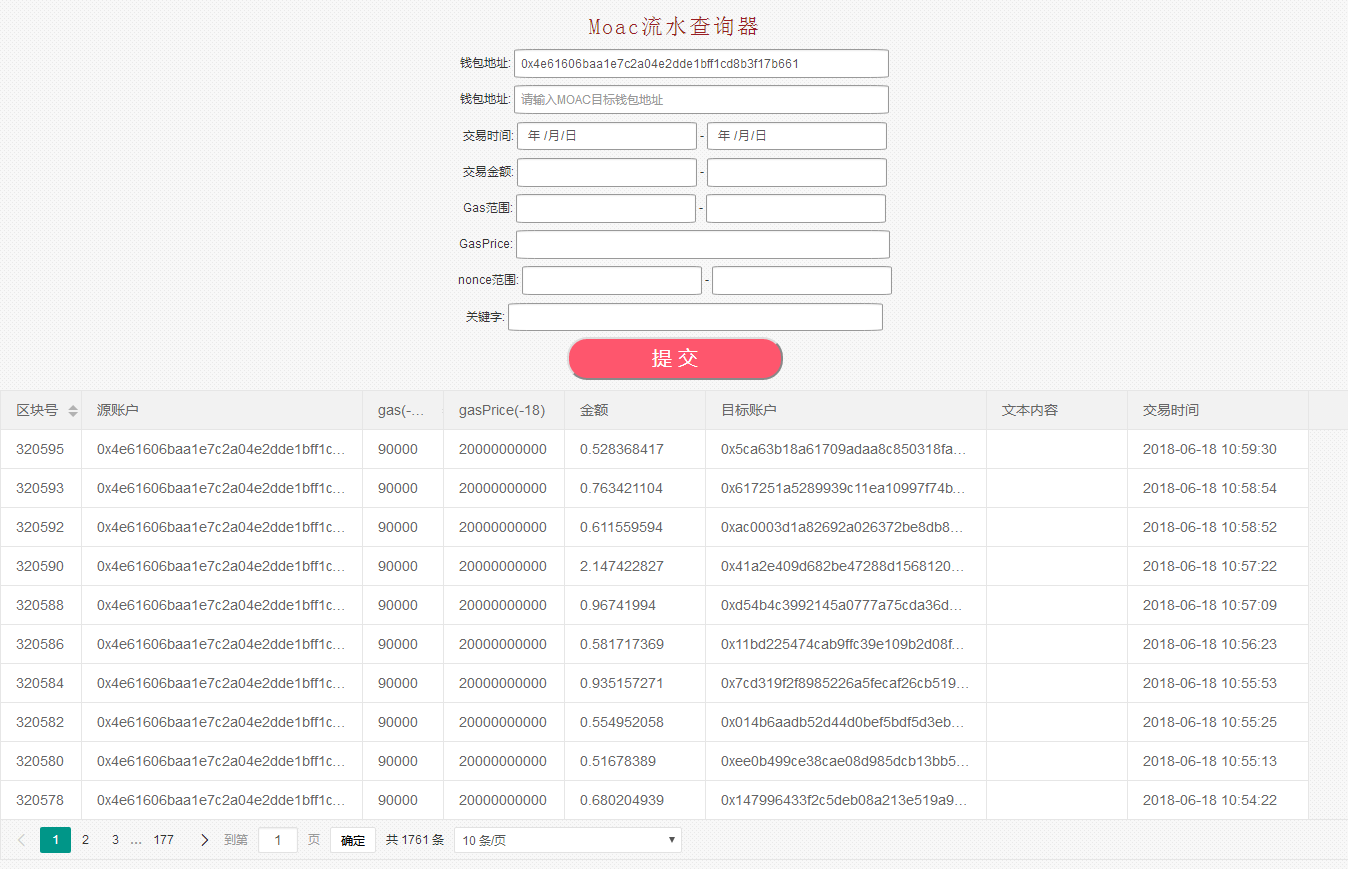 Moac流水查询器
钱包地址: 0x4e61606baa1e7c2a04e2dde1bff1cd8b3f17b661
钱包地址: 请输入MOAC目标钱包地址
交易时间: 年 /月/日 - 年 /月/日
交易金额: -
Gas范围: -
GasPrice:
nonce范围: -
关键字:
提 交
区块号 源账户 gas(-... gasPrice(-18) 金额 目标账户 文本内容 交易时间
320595 0x4e61606baa1e7c2a04e2dde1bff1c... 90000 20000000000 0.528368417 0x5ca63b18a61709adaa8c850318fa... 2018-06-18 10:59:30
320593 0x4e61606baa1e7c2a04e2dde1bff1c... 90000 20000000000 0.763421104 0x617251a5289939c11ea10997f74b... 2018-06-18 10:58:54
320592 0x4e61606baa1e7c2a04e2dde1bff1c... 90000 20000000000 0.611559594 0xac0003d1a82692a026372be8db8... 2018-06-18 10:58:52
320590 0x4e61606baa1e7c2a04e2dde1bff1c... 90000 20000000000 2.147422827 0x41a2e409d682be47288d1568120... 2018-06-18 10:57:22
320588 0x4e61606baa1e7c2a04e2dde1bff1c... 90000 20000000000 0.96741994 0xd54b4c3992145a0777a75cda36d... 2018-06-18 10:57:09
320586 0x4e61606baa1e7c2a04e2dde1bff1c... 90000 20000000000 0.581717369 0x11bd225474cab9ffc39e109b2d08f... 2018-06-18 10:56:23
320584 0x4e61606baa1e7c2a04e2dde1bff1c... 90000 20000000000 0.935157271 0x7cd319f2f8985226a5fecaf26cb519... 2018-06-18 10:55:53
320582 0x4e61606baa1e7c2a04e2dde1bff1c... 90000 20000000000 0.554952058 0x014b6aadb52d44d0bef5bdf5d3eb... 2018-06-18 10:55:25
320580 0x4e61606baa1e7c2a04e2dde1bff1c... 90000 20000000000 0.51678389 0xee0b499ce38cae08d985dcb13bb5... 2018-06-18 10:55:13
320578 0x4e61606baa1e7c2a04e2dde1bff1c... 90000 20000000000 0.680204939 0x147996433f2c5deb08a213e519a9... 2018-06-18 10:54:22
1 2 3 ... 177 到第 1 页 确定 共 1761 条 10 条/页